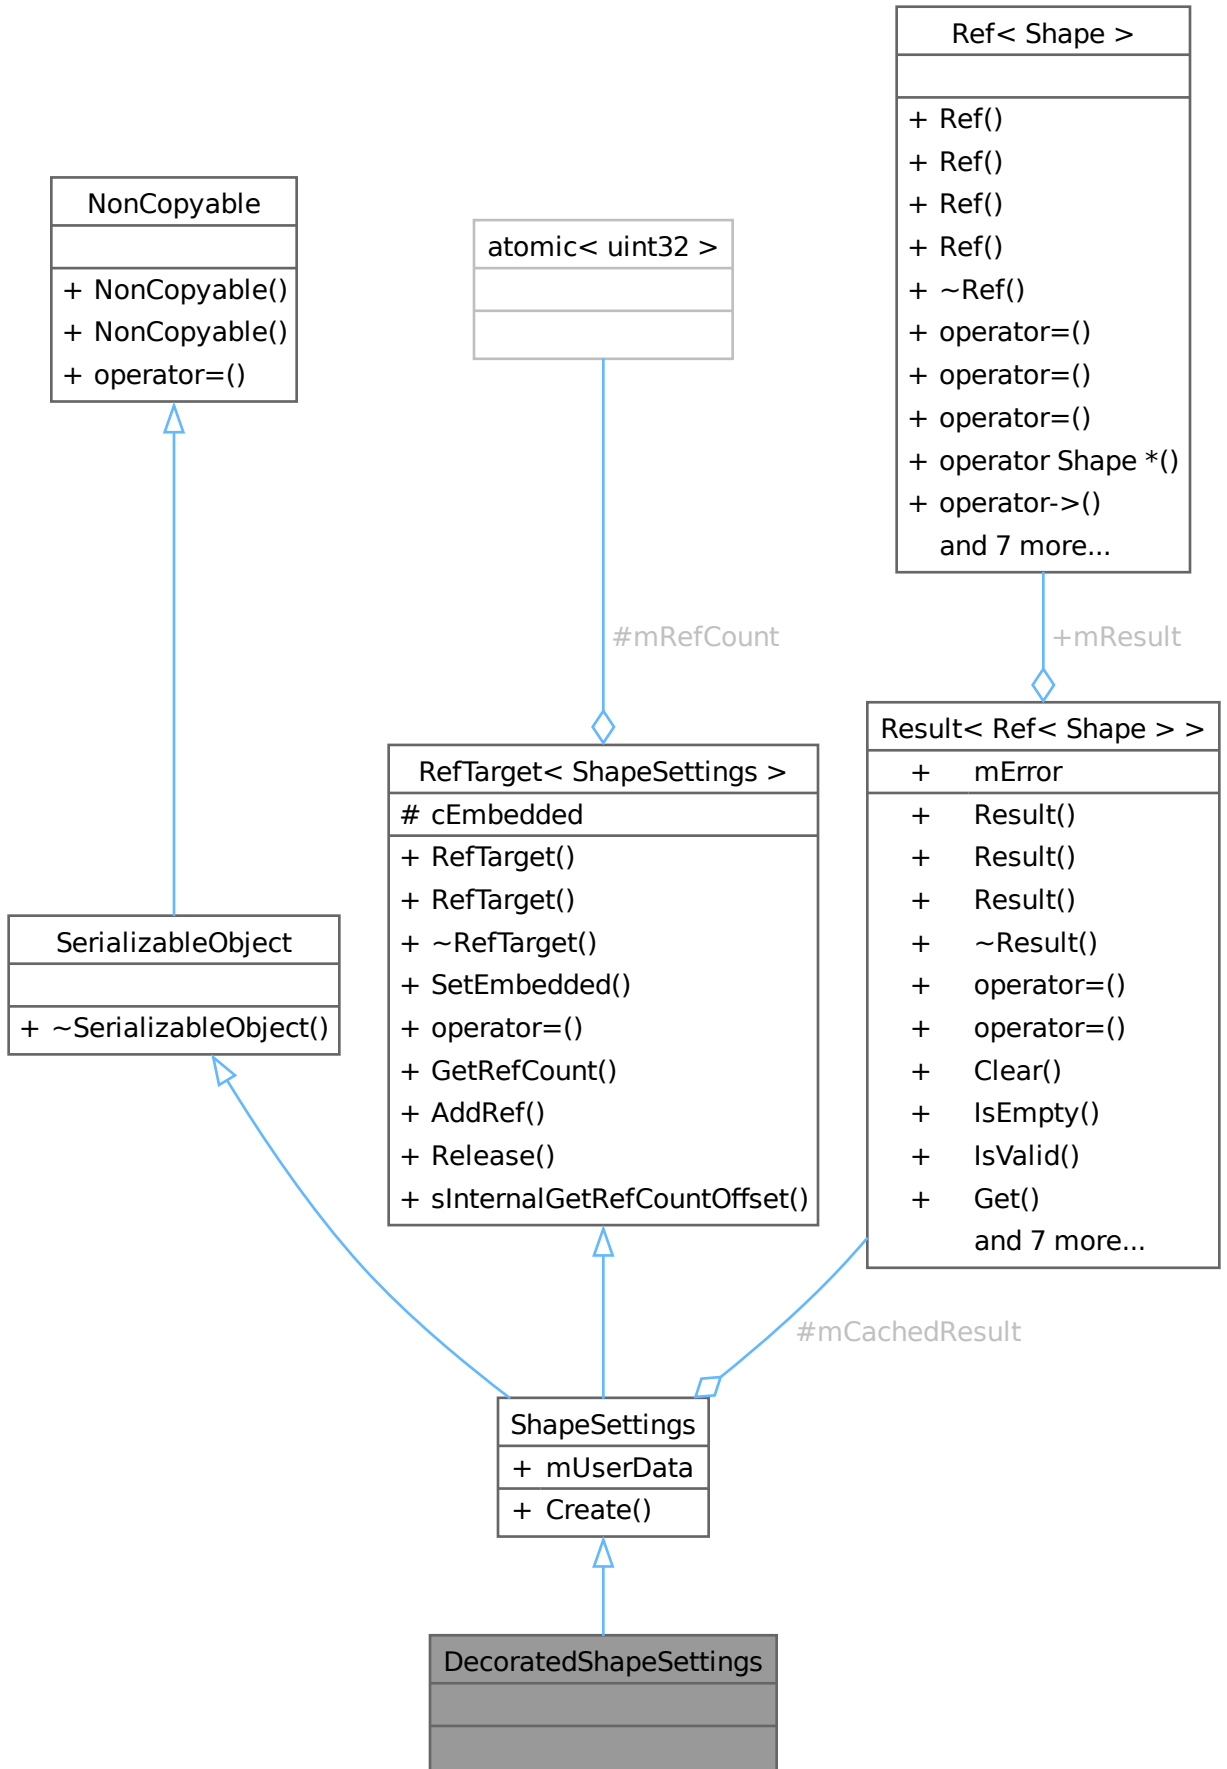 Ref< Shape >
+ Ref()
+ Ref()
+ Ref()
+ Ref()
+ ~Ref()
+ operator=()
+ operator=()
+ operator=()
+ operator Shape *()
+ operator->()
and 7 more...
NonCopyable
+ NonCopyable()
+ NonCopyable()
+ operator=()
atomic< uint32 >
#mRefCount
+mResult
RefTarget< ShapeSettings >
# cEmbedded
+ RefTarget()
+ RefTarget()
+ ~RefTarget()
+ SetEmbedded()
+ operator=()
+ GetRefCount()
+ AddRef()
+ Release()
+ sInternalGetRefCountOffset()
Result< Ref< Shape > >
+ mError
+ Result()
+ Result()
+ Result()
+ ~Result()
+ operator=()
+ operator=()
+ Clear()
+ IsEmpty()
+ IsValid()
+ Get()
and 7 more...
SerializableObject
+ ~SerializableObject()
#mCachedResult
ShapeSettings
+ mUserData
+ Create()
DecoratedShapeSettings